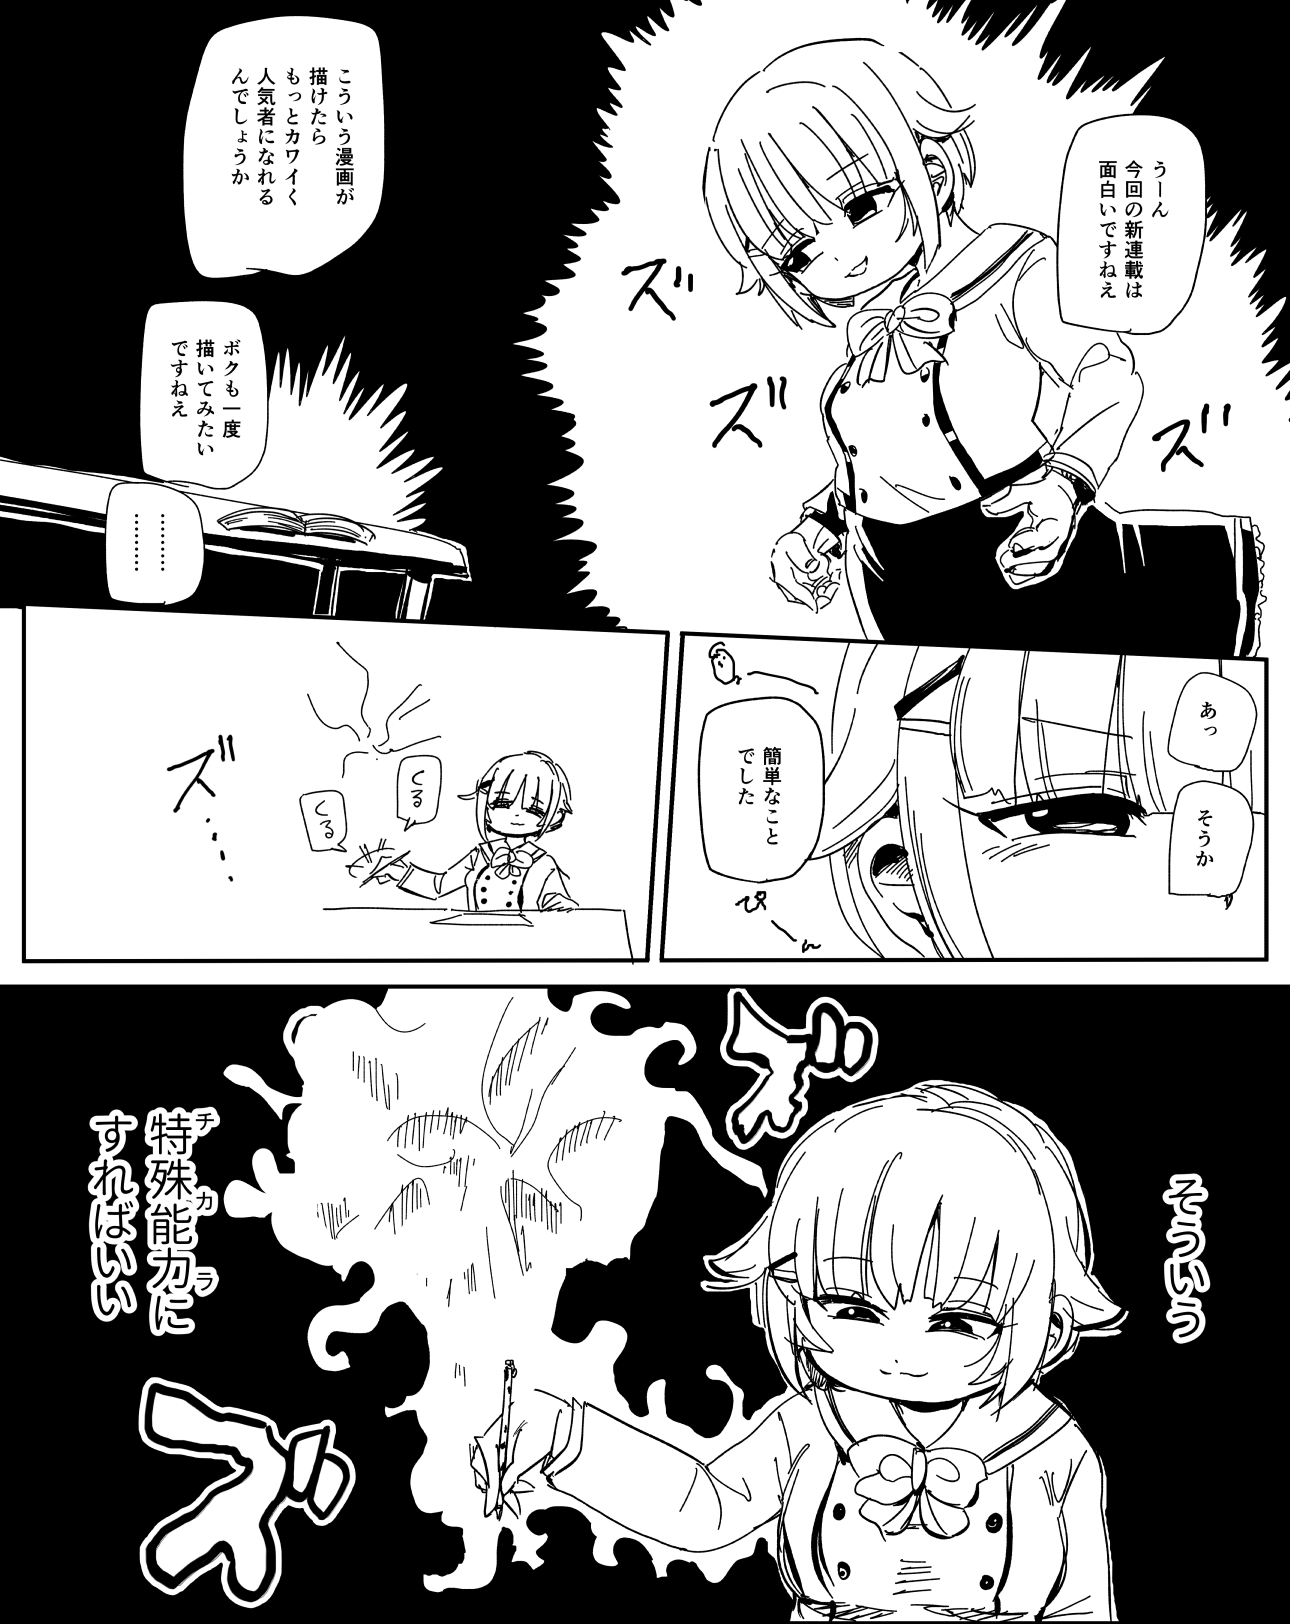 うーん
今回の新連載は
面白いですねえ
ズ
ズ
ズ
こういう漫画が
描けたら
もっとカワイく
人気者になれる
んでしょうか
ボクも一度
描いてみたい
ですねえ
……
……
あっ
そうか
簡単なこと
でした
ぴ
くる
くる
ズ
そういう
特殊能力に
チカラ
すればいい
ズ
ズ